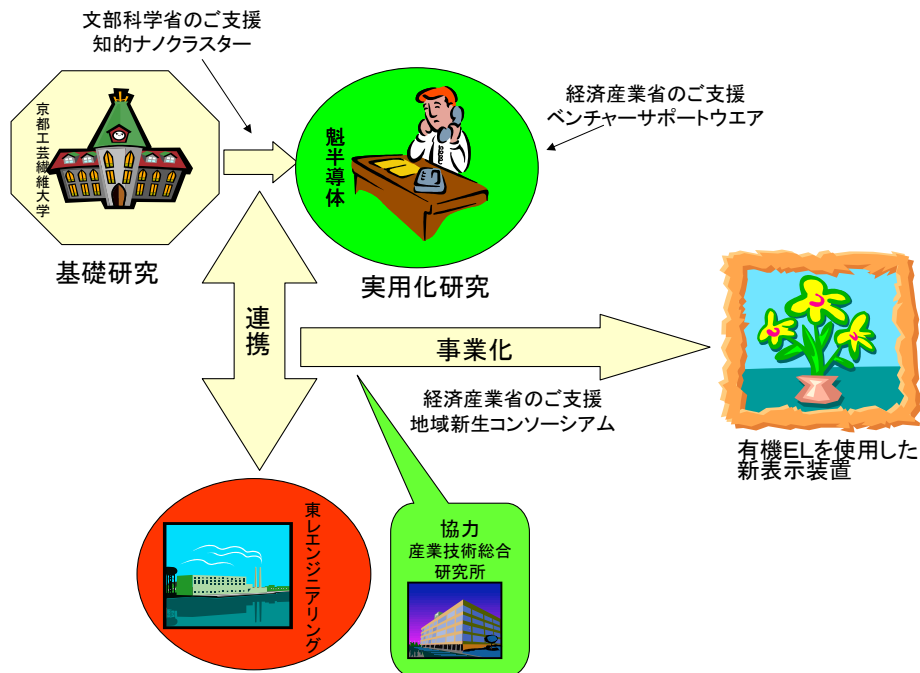 文部科学省のご支援
知的ナノクラスター
京都工芸繊維大学
基礎研究
魁半導体
実用化研究
経済産業省のご支援
ベンチャーサポートウエア
連携
事業化
経済産業省のご支援
地域新生コンソーシアム
有機ELを使用した
新表示装置
東レエンジニアリング
協力
産業技術総合
研究所